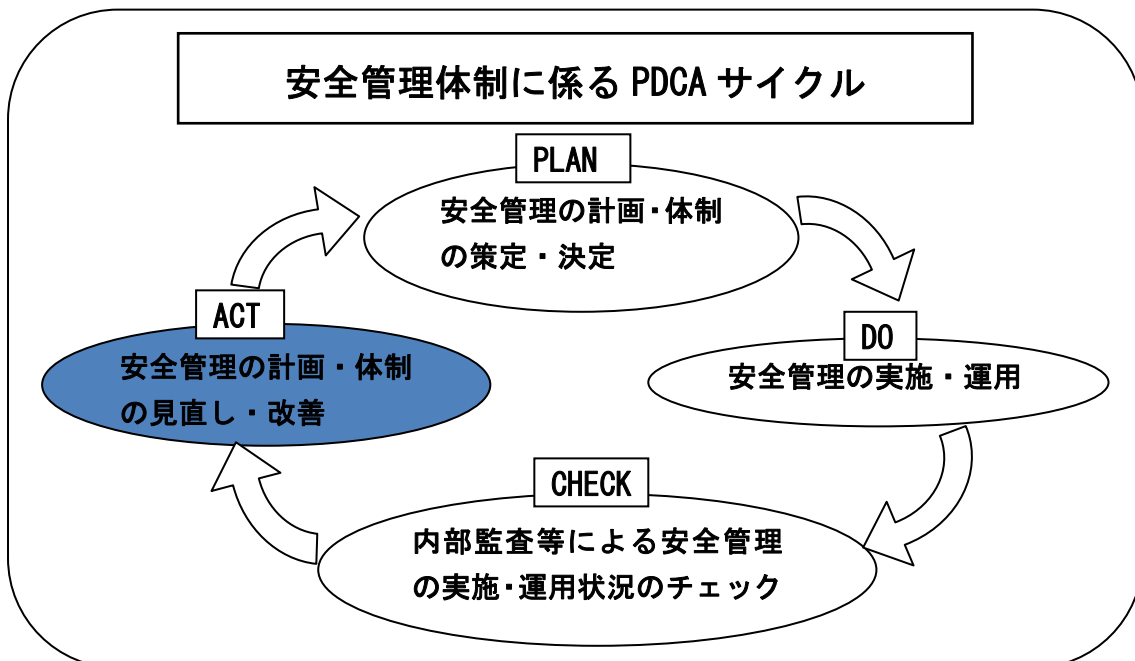 安全管理体制に係る PDCA サイクル
PLAN
安全管理の計画・体制
の策定・決定
ACT
安全管理の計画・体制
の見直し・改善
DO
安全管理の実施・運用
CHECK
内部監査等による安全管理
の実施・運用状況のチェック